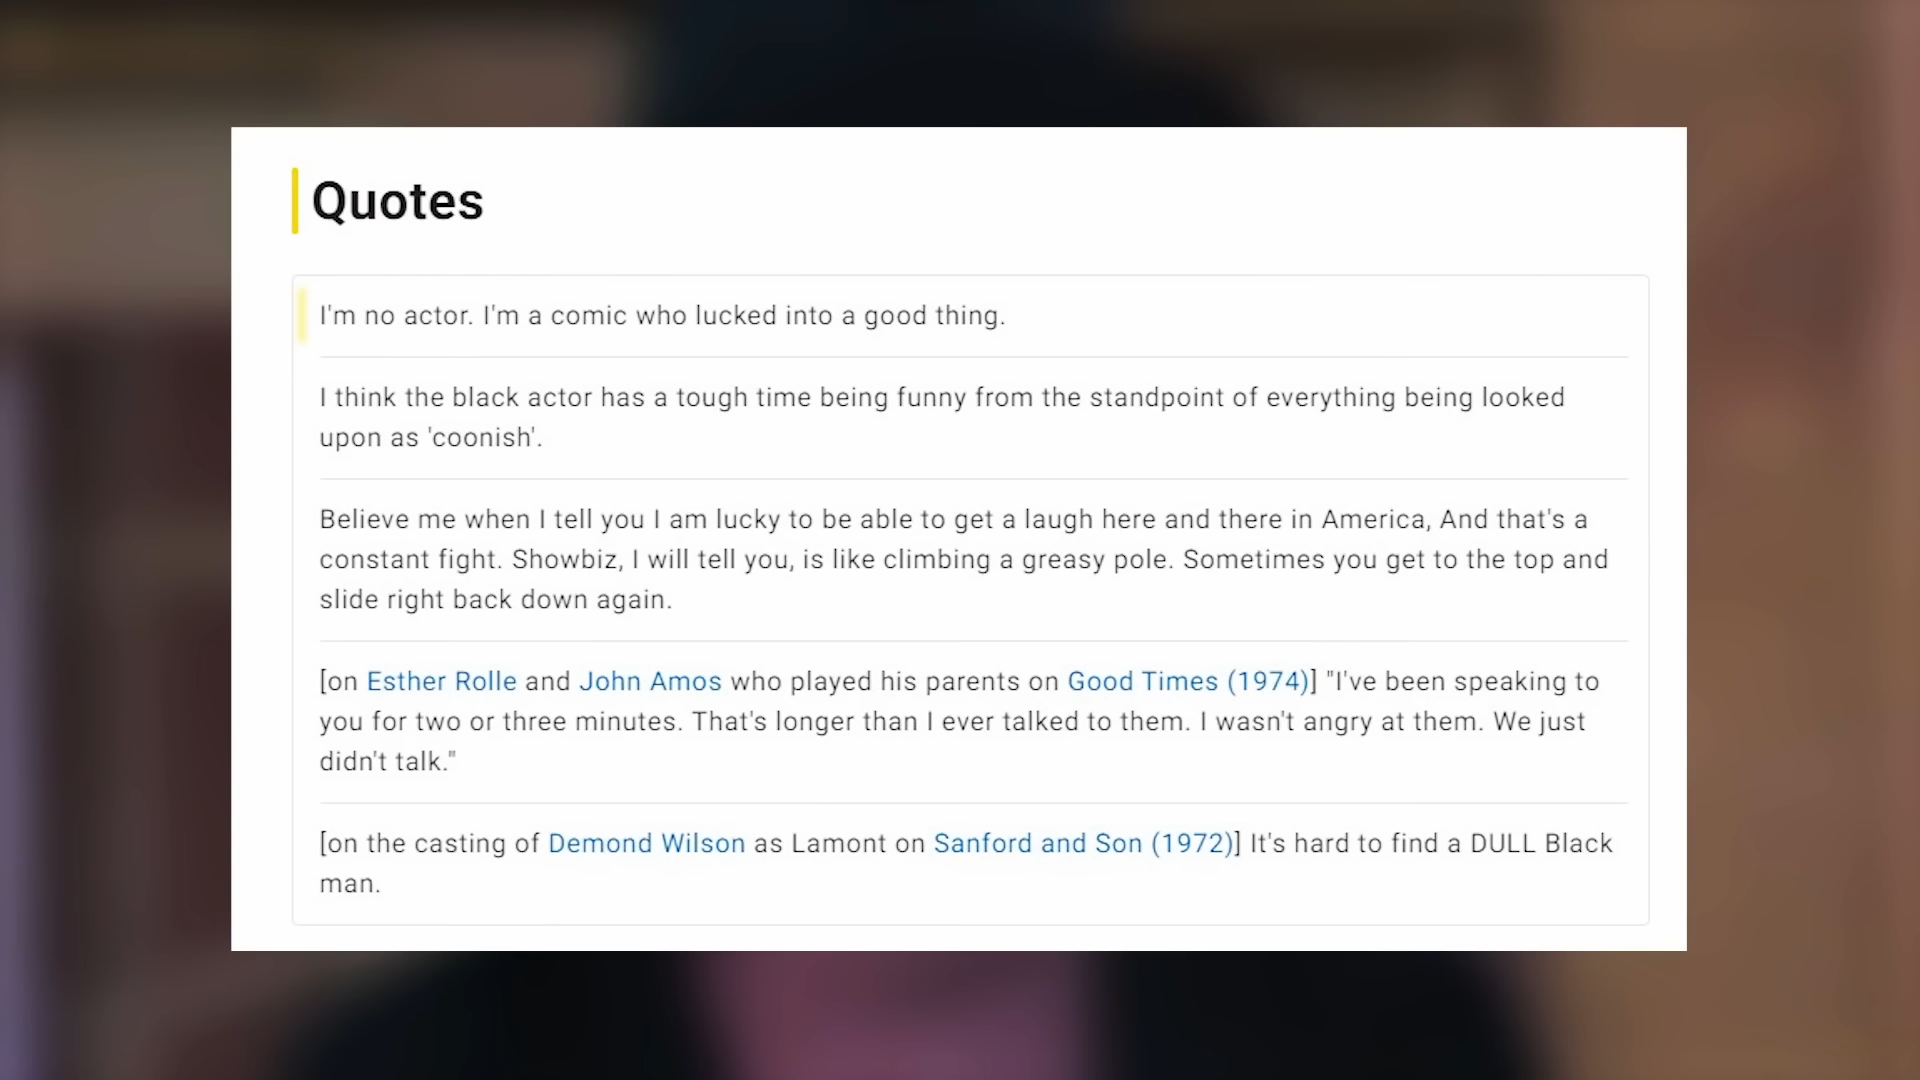 Quotes
I'm no actor. I'm a comic who lucked into a good thing.
I think the black actor has a tough time being funny from the standpoint of everything being looked
upon as 'coonish'.
Believe me when I tell you I am lucky to be able to get a laugh here and there in America, And that's a
constant fight. Showbiz, I will tell you, is like climbing a greasy pole. Sometimes you get to the top and
slide right back down again.
[on Esther Rolle and John Amos who played his parents on Good Times (1974)] "I've been speaking to
you for two or three minutes. That's longer than I ever talked to them. I wasn't angry at them. We just
didn't talk."
[on the casting of Demond Wilson as Lamont on Sanford and Son (1972)] It's hard to find a DULL Black
man.